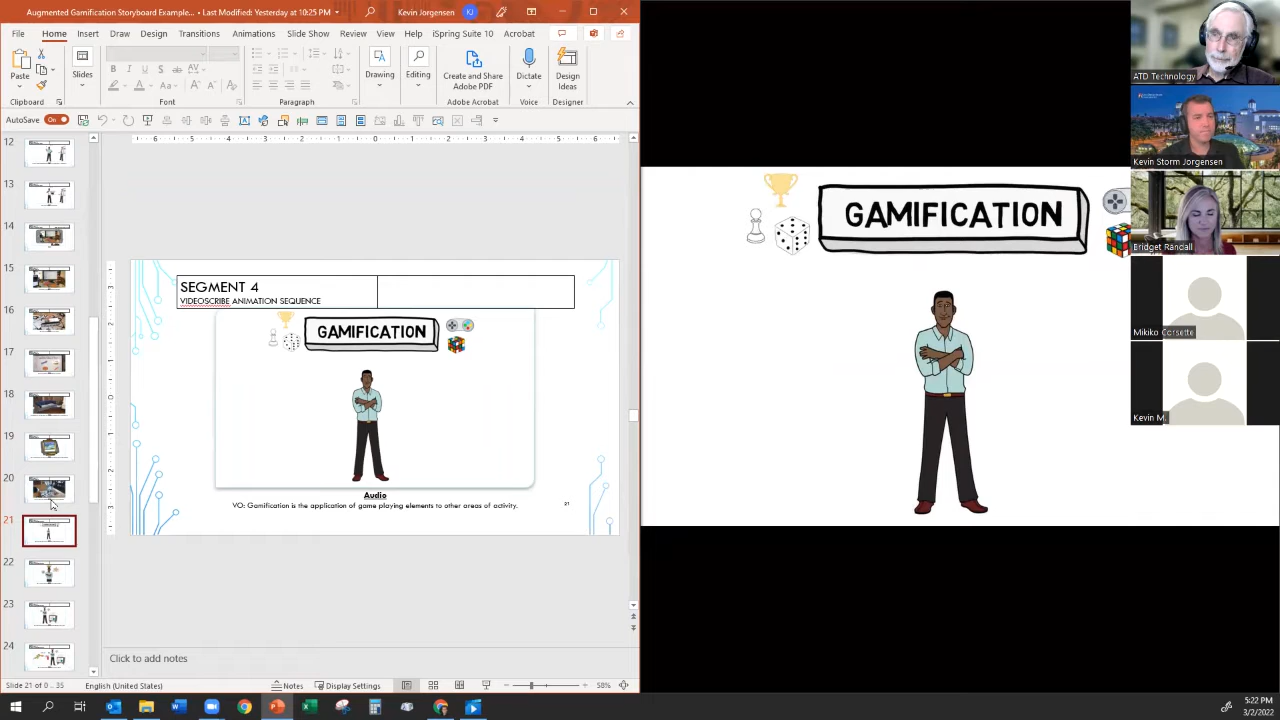 Augmented Gamification Storyboard Example... • Last Modified: Yesterday at 10:25 PM
Kevin Jorgensen
KJ
File Home Insert Draw Design Transitions Animations Slide Show Review View Help iSpring Suite 10 Acrobat
Paste
Slides
Drawing
Editing
Create and Share
Adobe PDF
Dictate
Design
Ideas
Clipboard
Font
Paragraph
Adobe Acrobat
Voice
Designer
AutoSave On
12
13
14
15
16
17
18
19
20
21
22
23
24
SEGMENT 4
VIDEOSCRIBE ANIMATION SEQUENCE
GAMIFICATION
Audio
VO: Gamification is the application of game playing elements to other areas of activity.
21
Click to add notes
Slide 21 of 0 .. 35
English (United States)
Notes
Display Settings
58%
GAMIFICATION
ATD Technology
Kevin Storm Jorgensen
Bridget Randall
Mikiko Corsette
Kevin M.
5:22 PM
3/2/2022